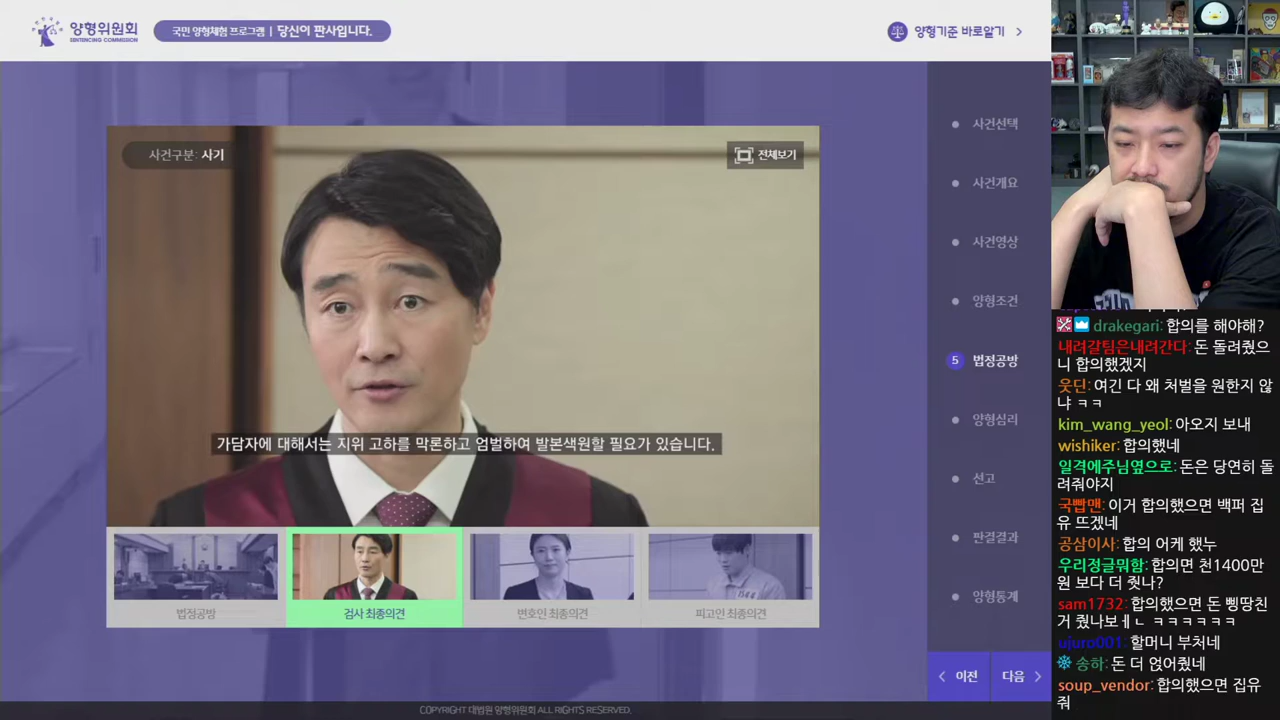 양형위원회
SENTENCING COMMISSION
국민 양형체험 프로그램 | 당신이 판사입니다.
양형기준 바로알기
사건구분: 사기
전체보기
가담자에 대해서는 지위 고하를 막론하고 엄벌하여 발본색원할 필요가 있습니다.
법정공방
검사 최종의견
변호인 최종의견
피고인 최종의견
사건선택
사건개요
사건영상
양형조건
5 법정공방
양형심리
선고
판결결과
양형통계
이전
다음
COPYRIGHT 대법원 양형위원회 ALL RIGHTS RESERVED.
drakegari: 합의를 해야해?
내려갈팀은내려간다: 돈 돌려줬으
니 합의했겠지
웃딘: 여긴 다 왜 처벌을 원한지 않
냐 ㅋㅋ
kim_wang_yeol: 아오지 보내
wishiker: 합의했네
일격에주님옆으로: 돈은 당연히 돌
려줘야지
국빱맨: 이거 합의했으면 백퍼 집
유 뜨겠네
공삼이사: 합의 어케 했누
우리정글뭐함: 합의면 천1400만
원 보다 더 줫나?
sam1732: 합의했으면 돈 삥땅친
거 줬나보ㅔㄴ ㅋㅋㅋㅋㅋㅋ
ujuro001: 할머니 부처네
송하: 돈 더 얹어줬네
soup_vendor: 합의했으면 집유
줘